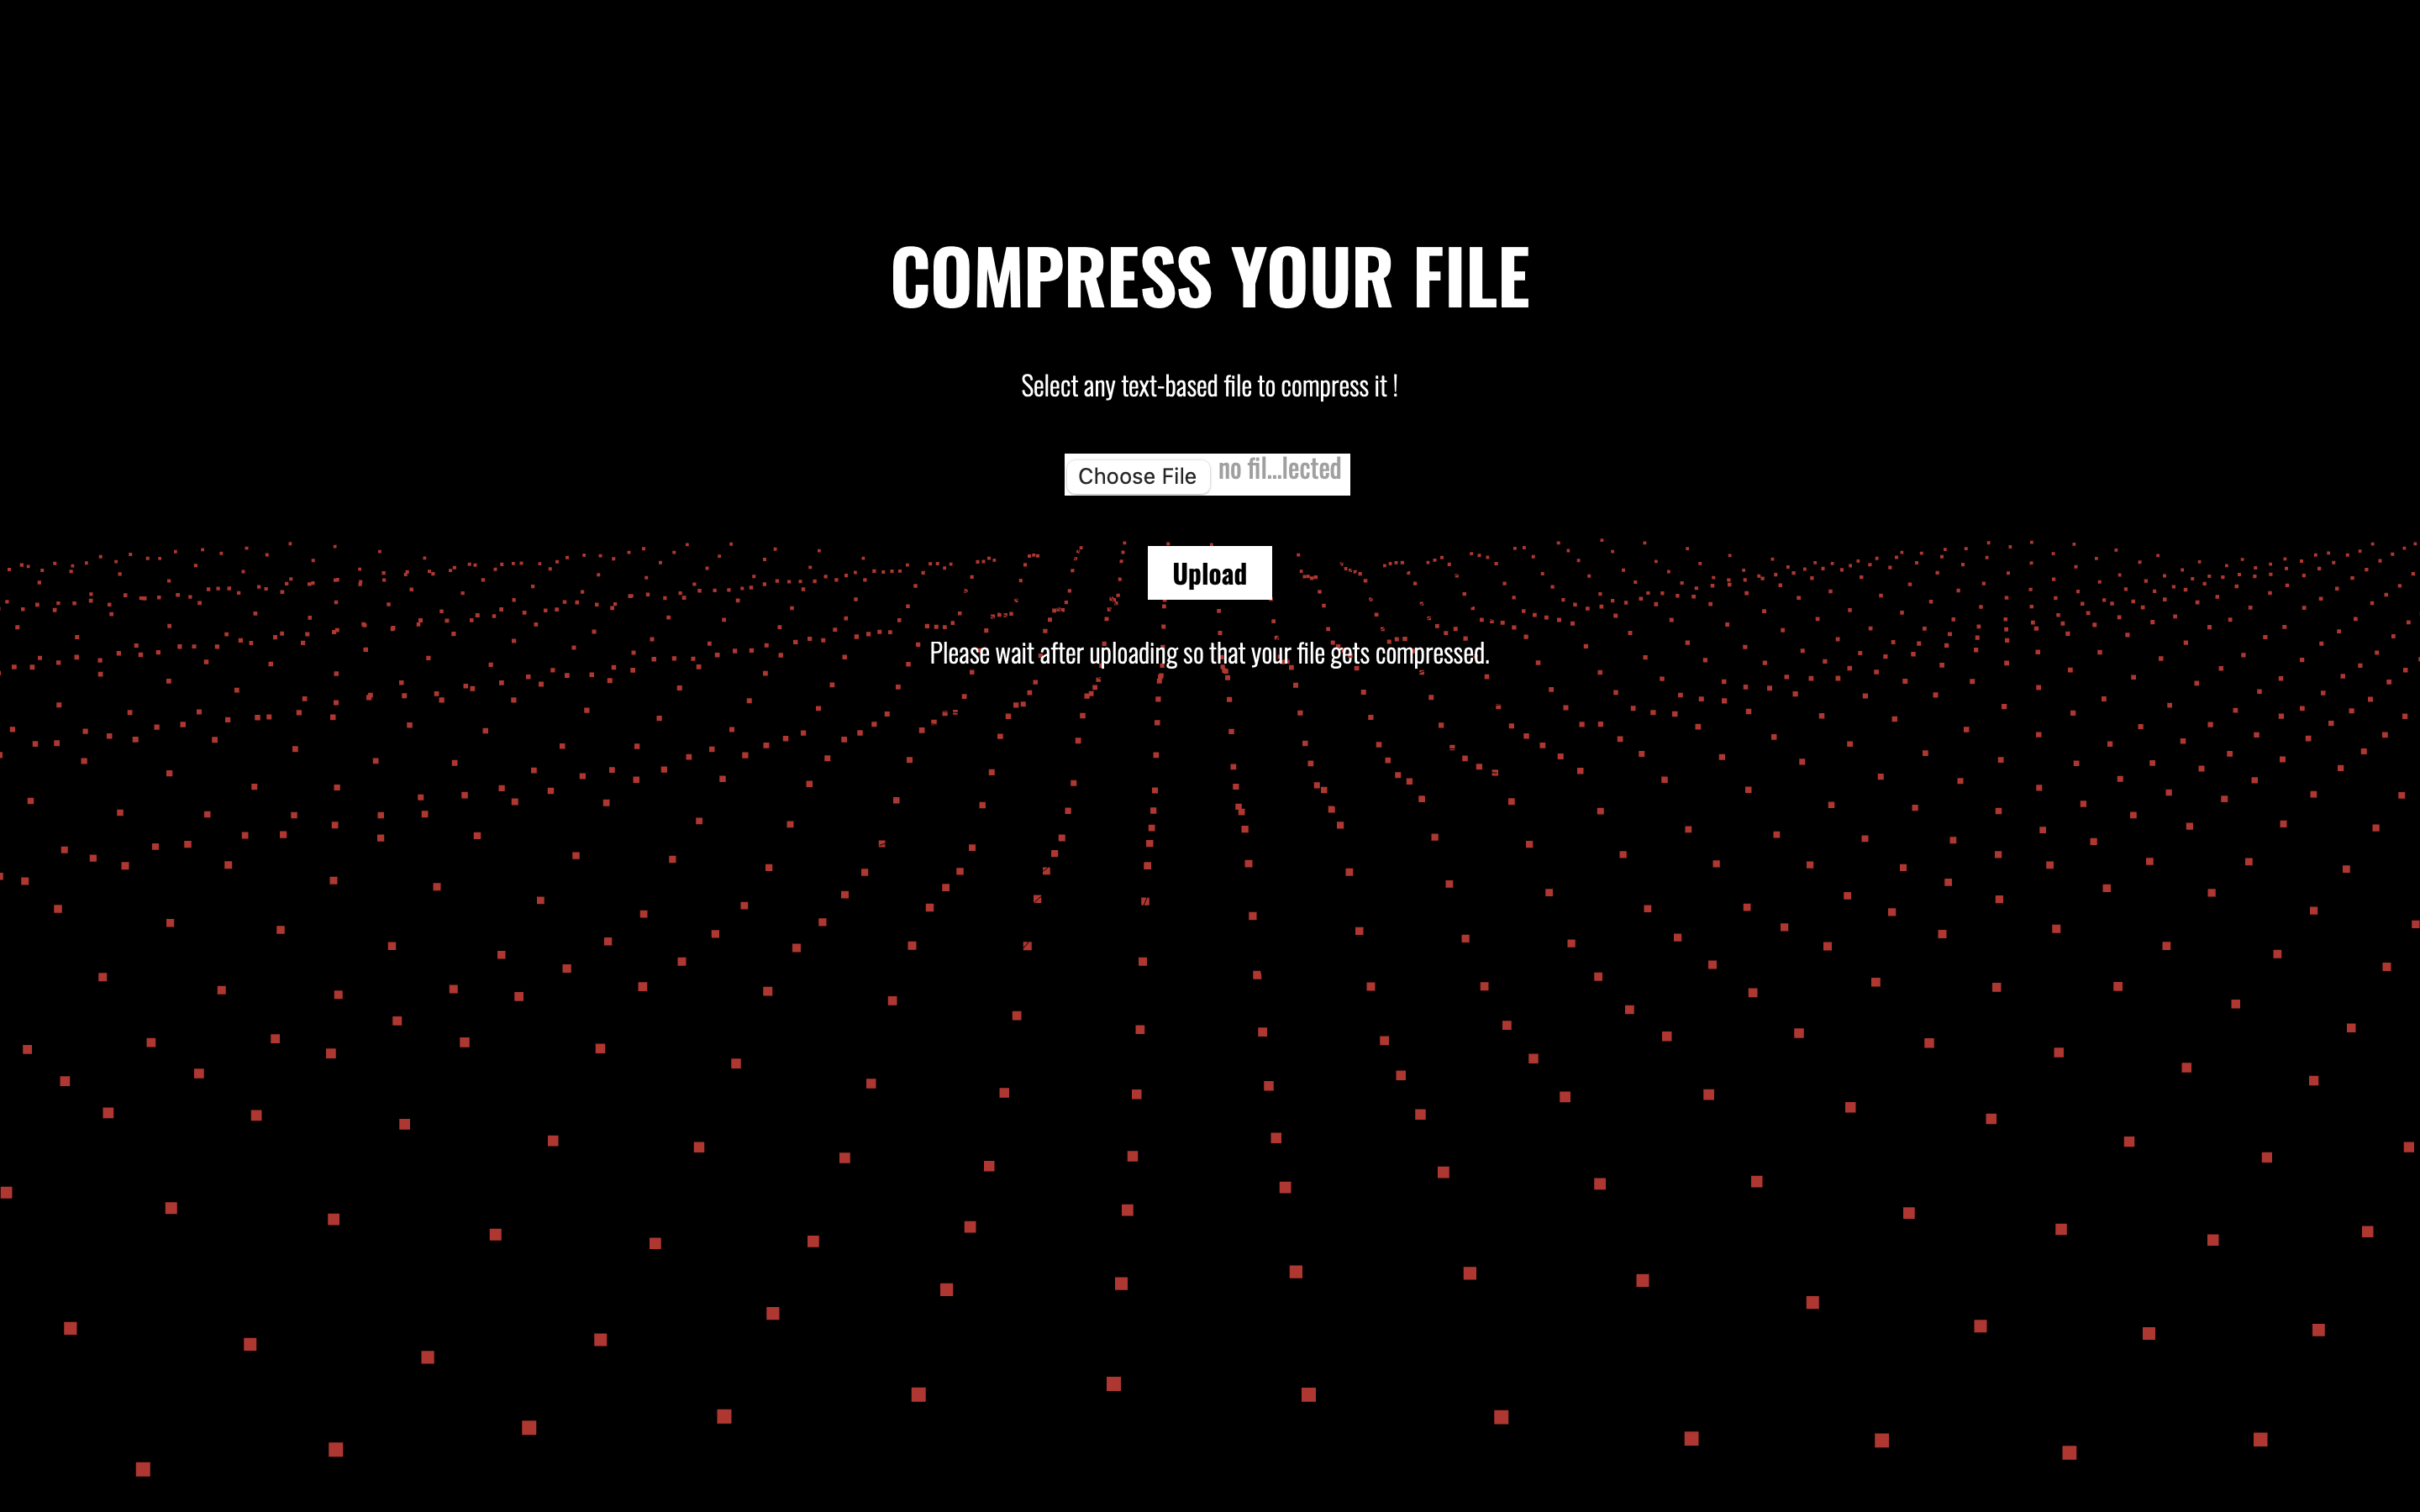 COMPRESS YOUR FILE
Select any text-based file to compress it !
Choose File no fil...lected
Upload
Please wait after uploading so that your file gets compressed.